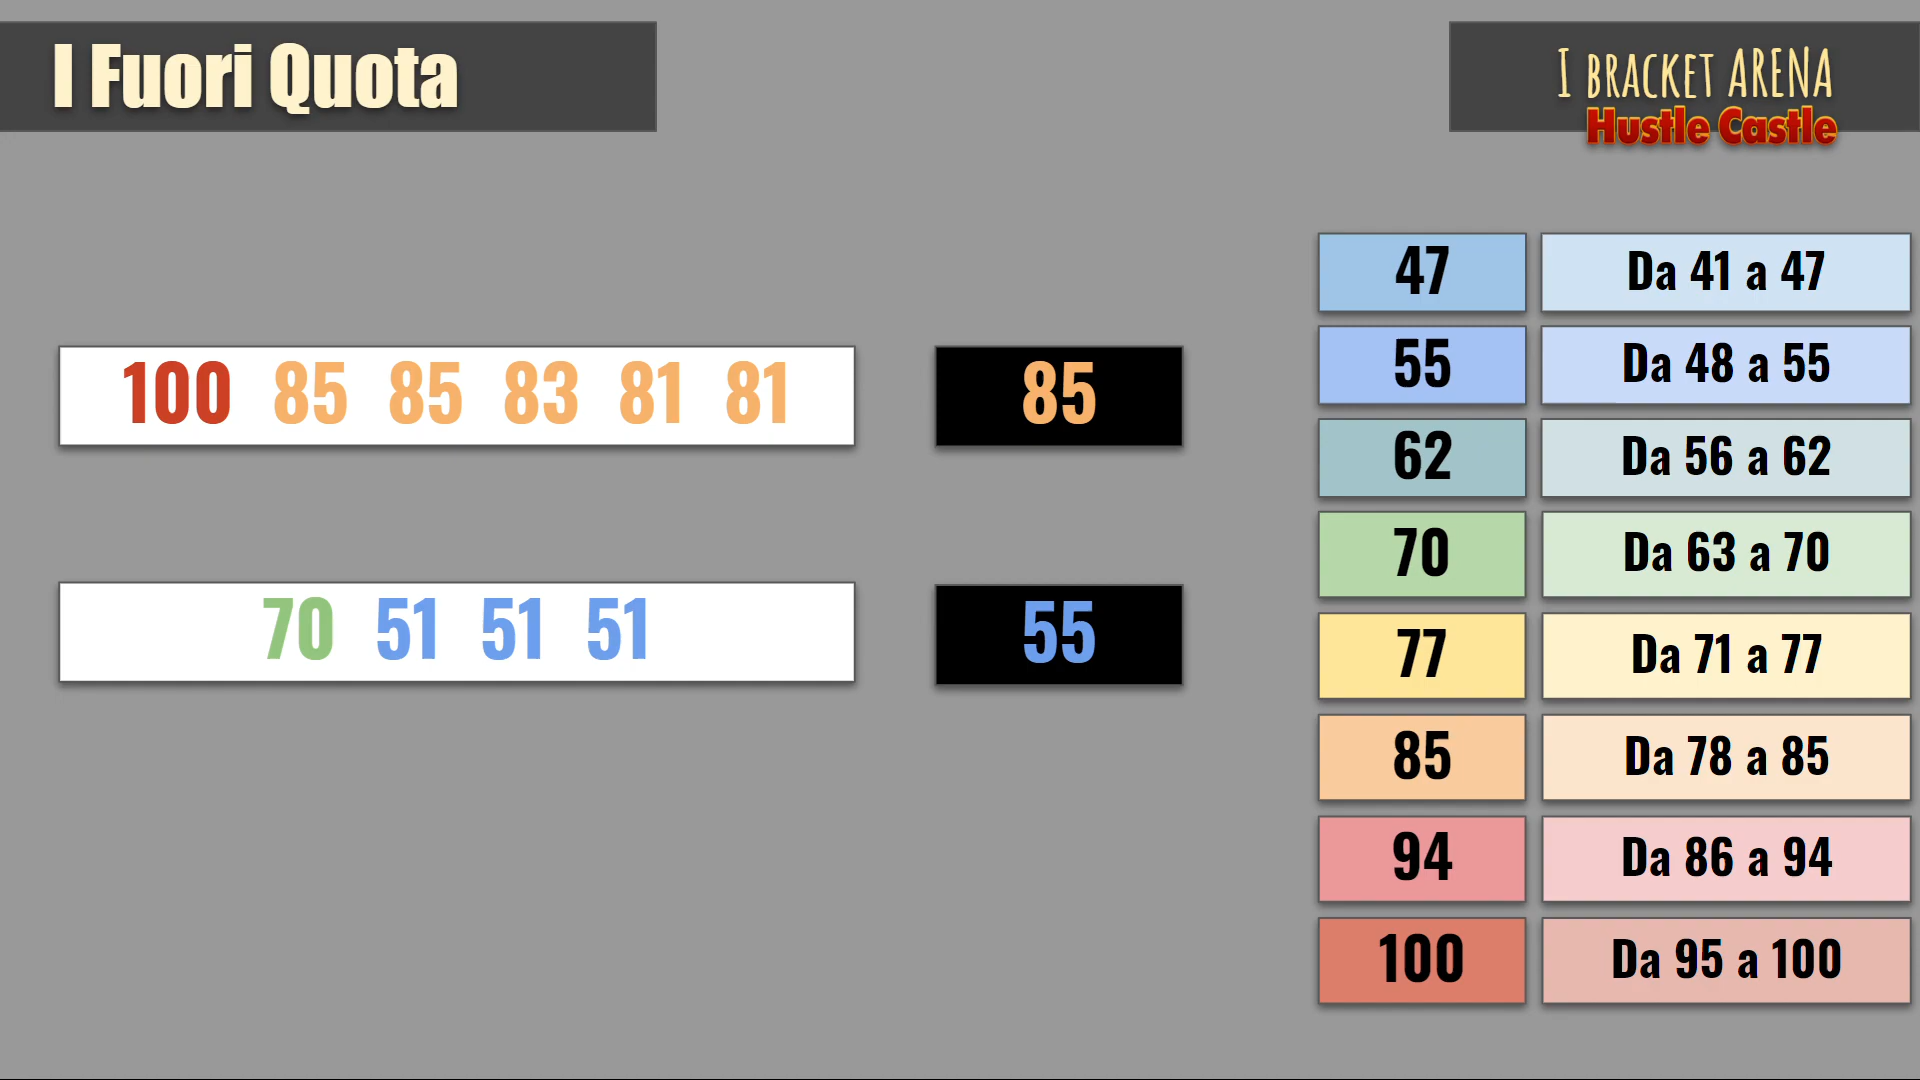 I Fuori Quota
I BRACKET ARENA
Hustle Castle
100 85 85 83 81 81
85
70 51 51 51
55
47 Da 41 a 47
55 Da 48 a 55
62 Da 56 a 62
70 Da 63 a 70
77 Da 71 a 77
85 Da 78 a 85
94 Da 86 a 94
100 Da 95 a 100